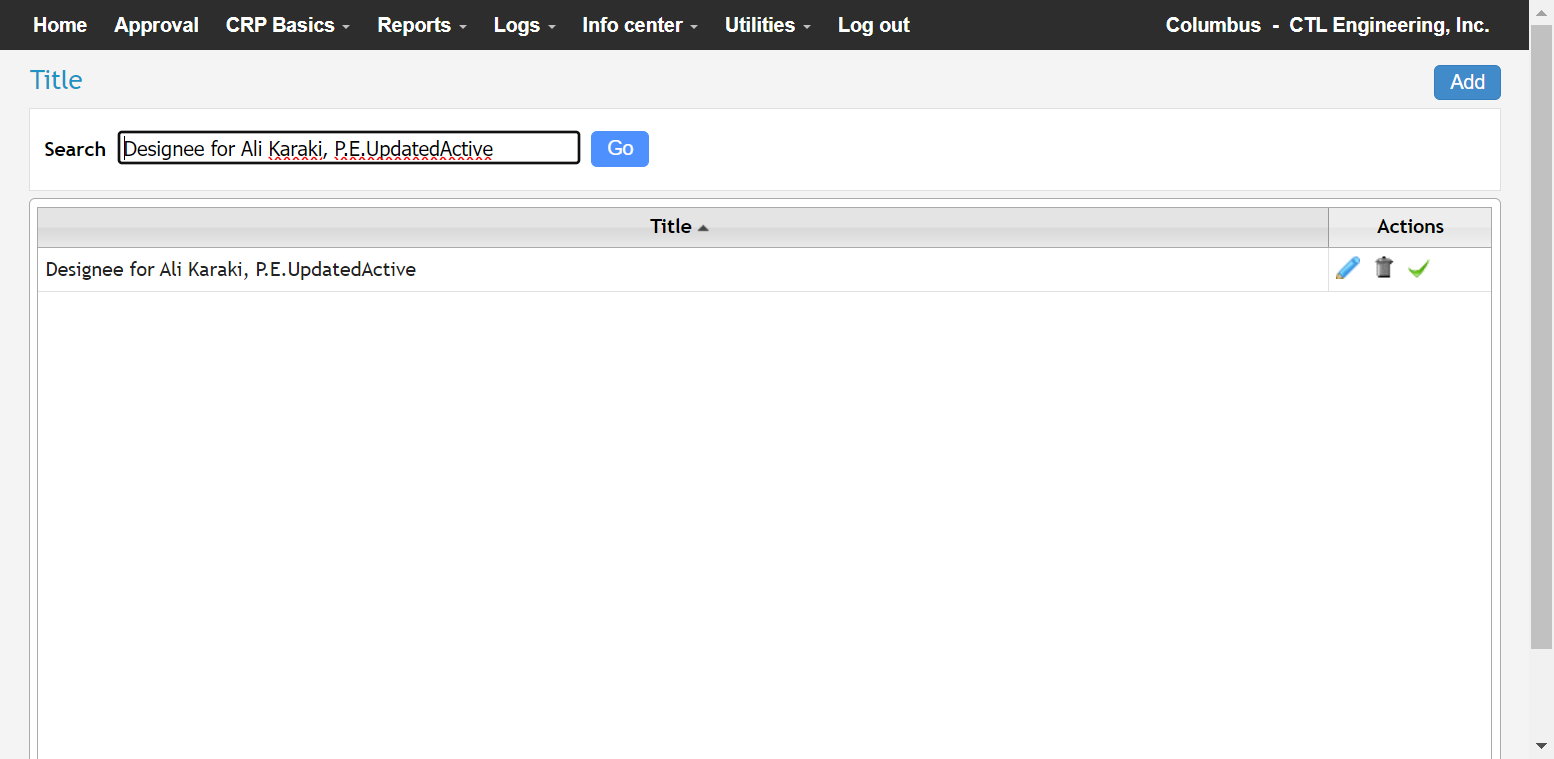 Home Approval CRP Basics Reports Logs Info center Utilities Log out Columbus - CTL Engineering, Inc.
Title Add
Search Designee for Ali Karaki, P.E.UpdatedActive Go
Title Actions
Designee for Ali Karaki, P.E.UpdatedActive